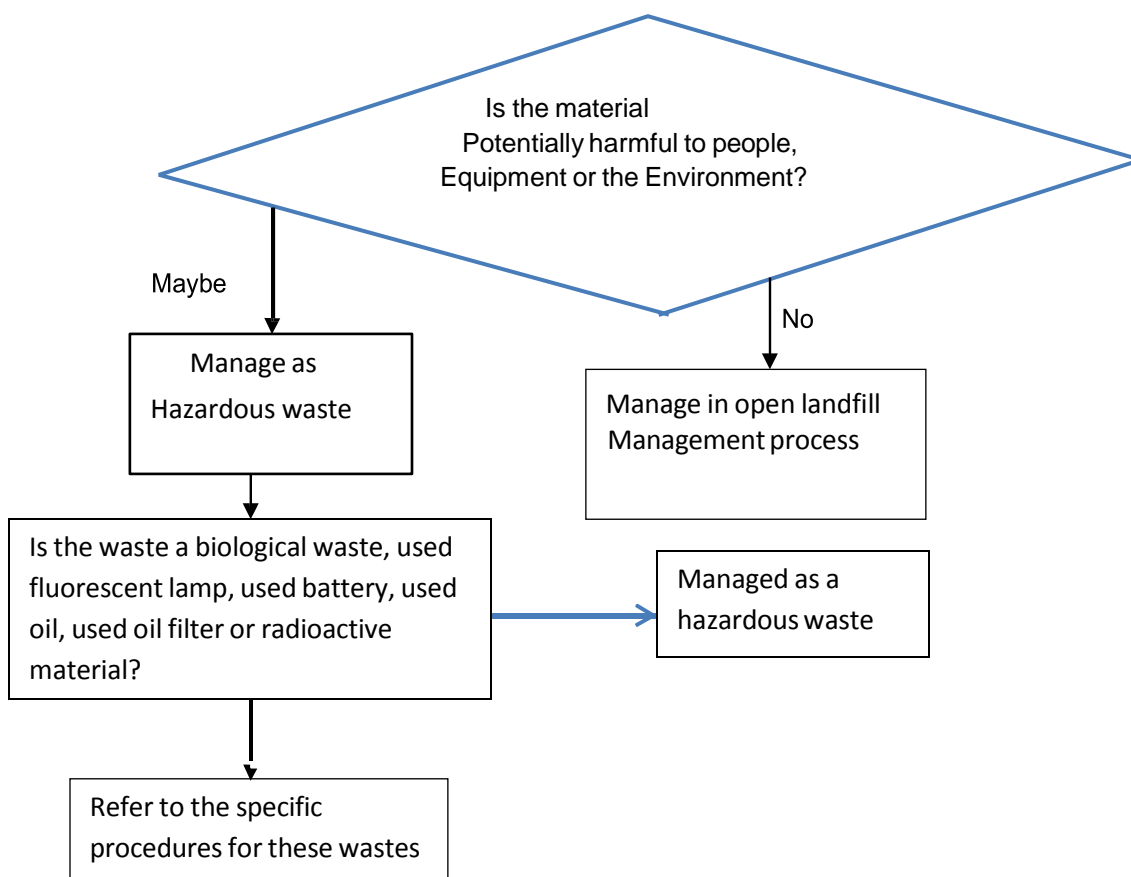 Is the material
Potentially harmful to people,
Equipment or the Environment?
Maybe
No
Manage as
Hazardous waste
Manage in open landfill
Management process
Is the waste a biological waste, used
fluorescent lamp, used battery, used
oil, used oil filter or radioactive
material?
Managed as a
hazardous waste
Refer to the specific
procedures for these wastes